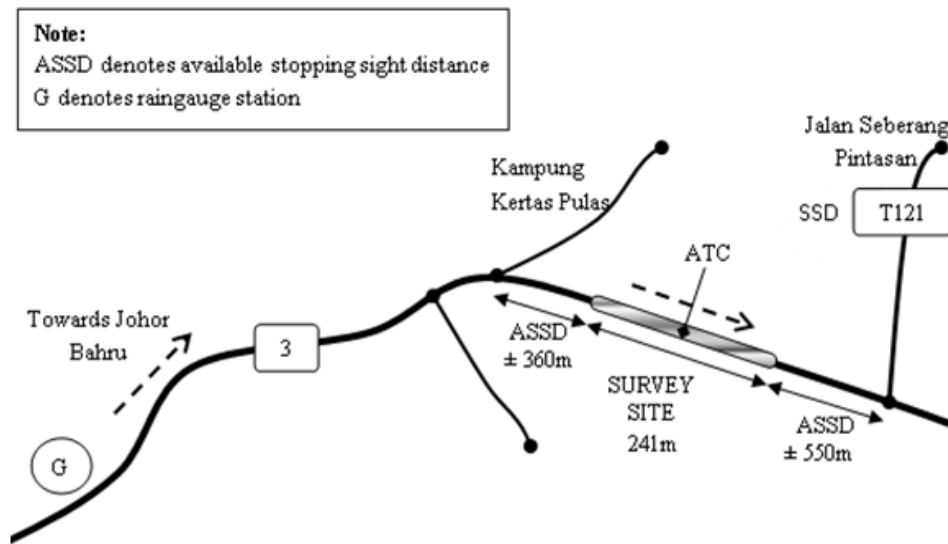 Note:
ASSD denotes available stopping sight distance
G denotes raingauge station
Jalan Seberang
Pintasan
Kampung
Kertas Pulas
SSD
T121
ATC
Towards Johor
Bahru
3
ASSD
± 360m
SURVEY
SITE
241m
ASSD
± 550m
G